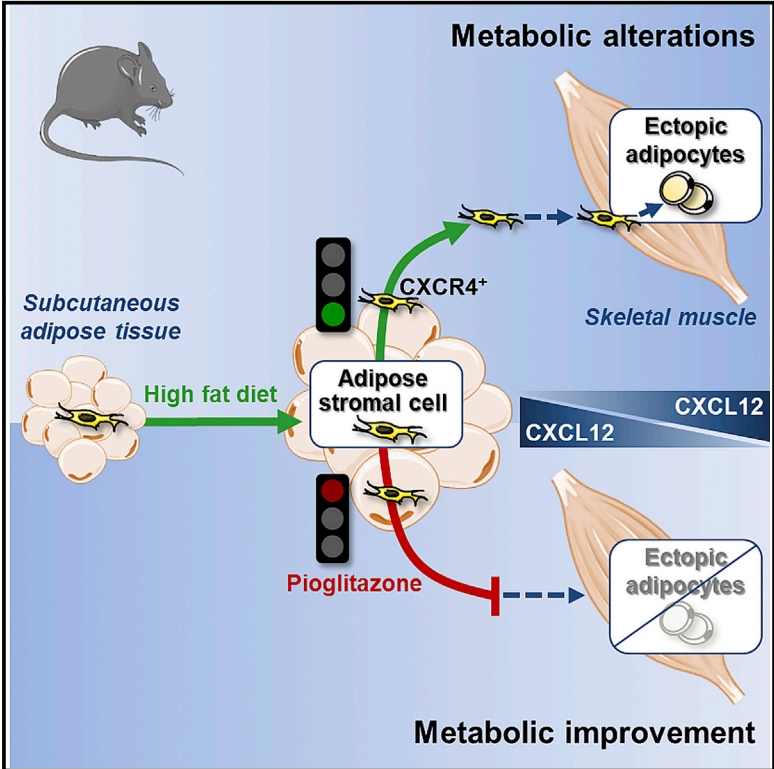 Metabolic alterations
Ectopic
adipocytes
CXCR4⁺
Subcutaneous
adipose tissue
Skeletal muscle
High fat diet
Adipose
stromal cell
CXCL12
CXCL12
Pioglitazone
Ectopic
adipocytes
Metabolic improvement